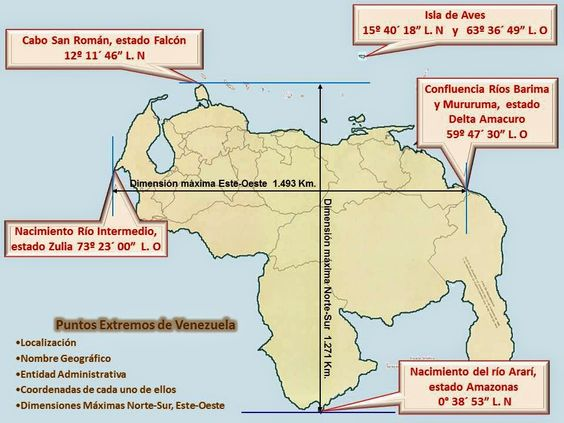 Isla de Aves
15º 40´ 18” L. N   y   63º 36´ 49” L. O
Cabo San Román, estado Falcón
12º 11´ 46” L. N
Confluencia Ríos Barima
y Mururuma,  estado
Delta Amacuro
59º 47´ 30” L. O
Dimensión máxima Este-Oeste  1.493 Km.
Dimensión máxima Norte-Sur  1.271 Km.
Nacimiento Río Intermedio,
estado Zulia 73º 23´ 00”  L. O
Puntos Extremos de Venezuela
•Localización
•Nombre Geográfico
•Entidad Administrativa
•Coordenadas de cada uno de ellos
•Dimensiones Máximas Norte-Sur, Este-Oeste
Nacimiento del río Ararí,
estado Amazonas
0° 38´ 53” L. N